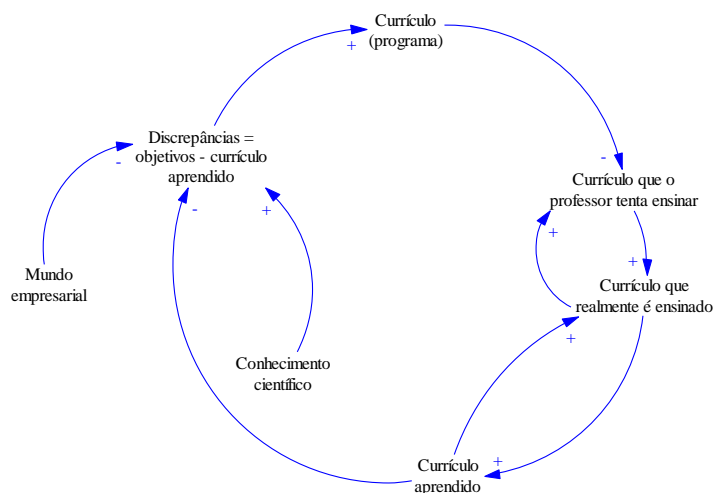 Currículo
(programa)
+
Discrepâncias =
objetivos - currículo
aprendido
-
-
+
-
Currículo que o
professor tenta ensinar
+
+
Mundo
empresarial
Currículo que
realmente é ensinado
+
Conhecimento
científico
Currículo
aprendido
+